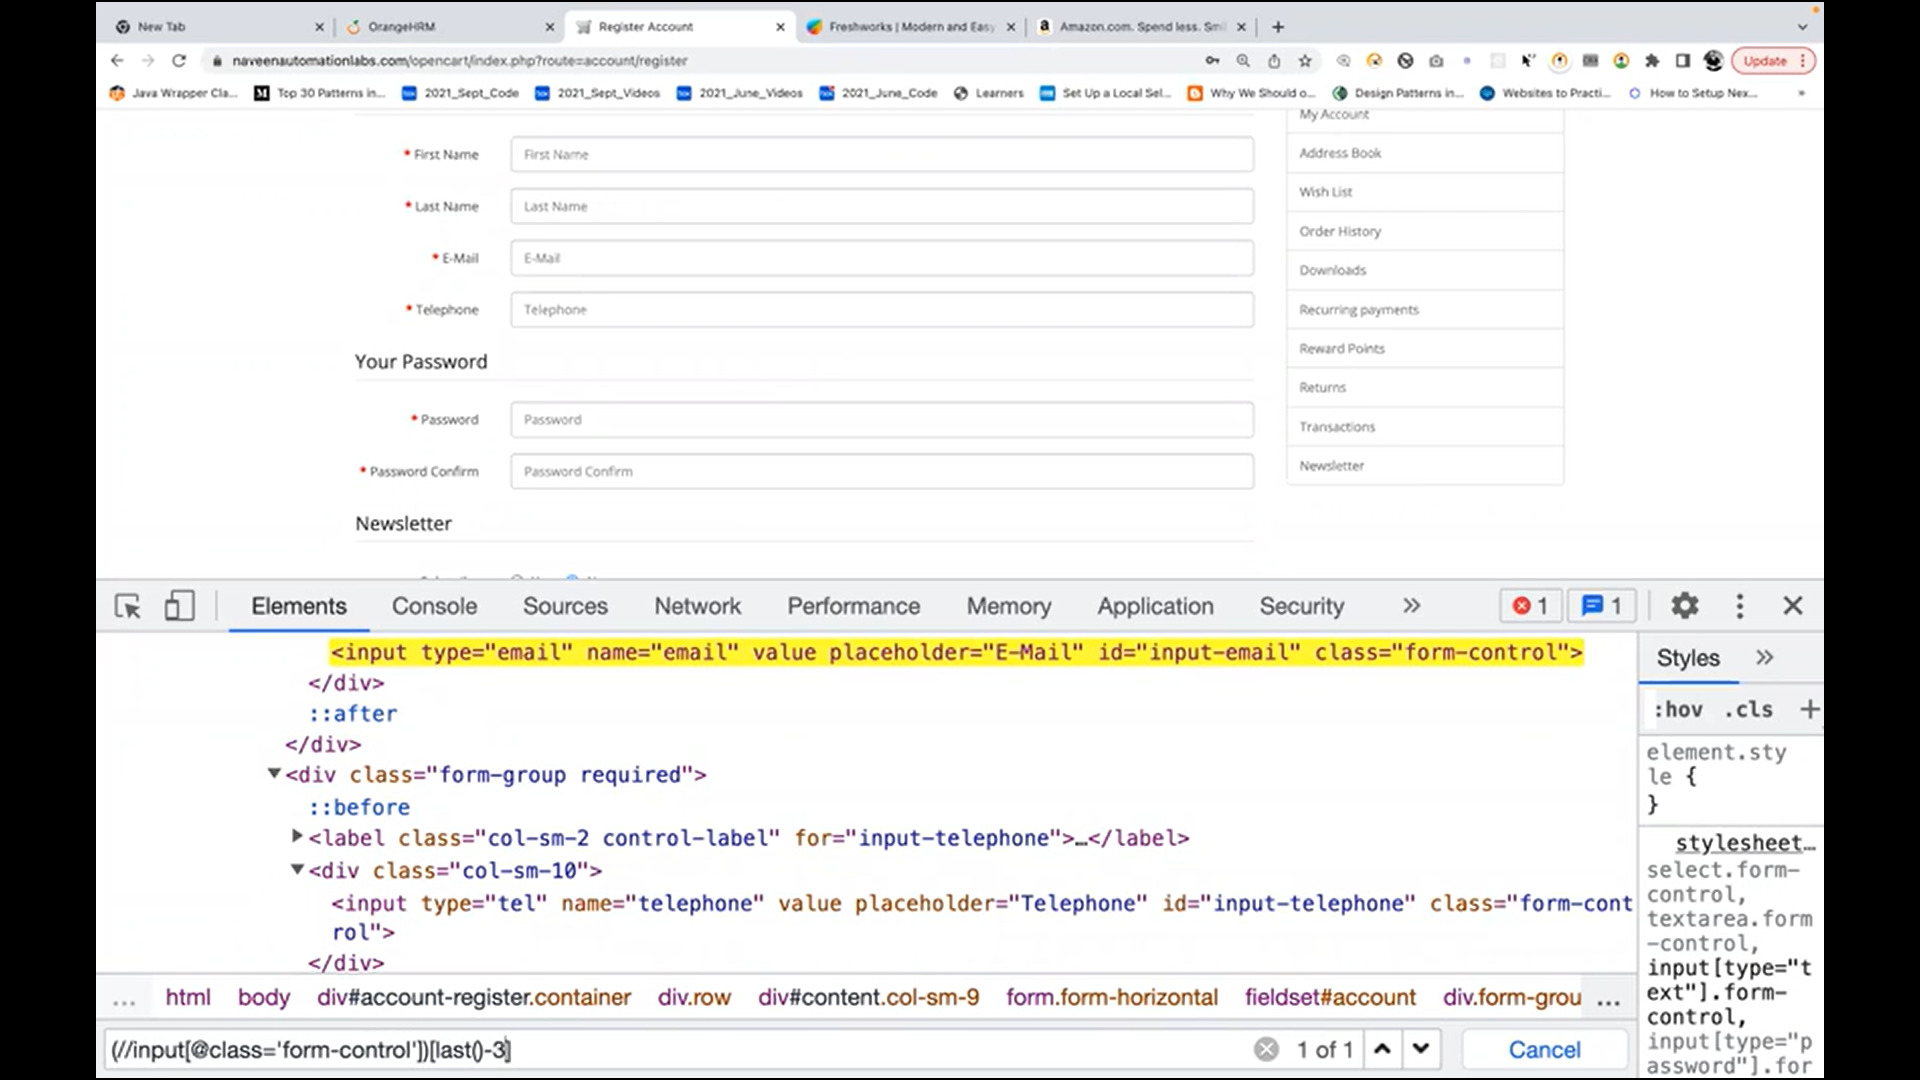 New Tab
OrangeHRM
Register Account
Freshworks | Modern and Easy
Amazon.com. Spend less. Smi
naveenautomationlabs.com/opencart/index.php?route=account/register
Update
Java Wrapper Cla...
Top 30 Patterns in...
2021_Sept_Code
2021_Sept_Videos
2021_June_Videos
2021_June_Code
Learners
Set Up a Local Sel...
Why We Should o...
Design Patterns in...
Websites to Practi...
How to Setup Nex...
»
My Account
* First Name
First Name
Address Book
Wish List
* Last Name
Last Name
Order History
* E-Mail
E-Mail
Downloads
* Telephone
Telephone
Recurring payments
Reward Points
Your Password
Returns
* Password
Password
Transactions
* Password Confirm
Password Confirm
Newsletter
Newsletter
Elements
Console
Sources
Network
Performance
Memory
Application
Security
»
1
1
<input type="email" name="email" value placeholder="E-Mail" id="input-email" class="form-control">
</div>
::after
</div>
<div class="form-group required">
::before
<label class="col-sm-2 control-label" for="input-telephone">…</label>
<div class="col-sm-10">
<input type="tel" name="telephone" value placeholder="Telephone" id="input-telephone" class="form-cont
rol">
</div>
Styles
»
:hov .cls +
element.sty
le {
}
stylesheet…
select.form-
control,
textarea.form
-control,
input[type="t
ext"].form-
control,
input[type="p
assword"].for
...
html
body
div#account-register.container
div.row
div#content.col-sm-9
form.form-horizontal
fieldset#account
div.form-grou
...
(//input[@class='form-control'])[last()-3]
1 of 1
Cancel